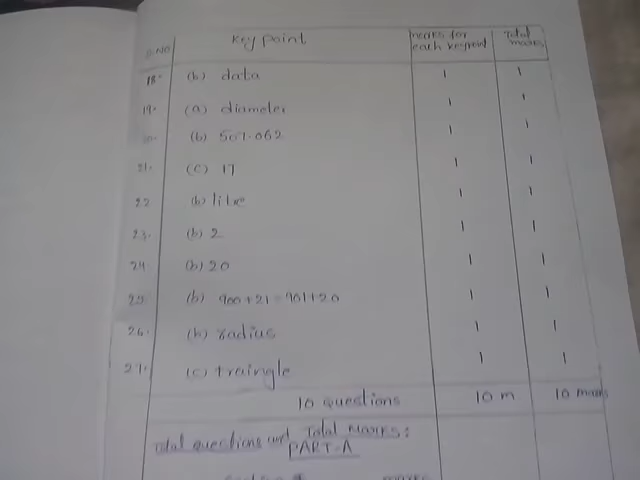 S.NO Key point marks for each keypoint Total marks
18. (b) data 1 1
19. (a) diameter 1 1
20. (b) 507.062 1 1
21. (c) 17 1 1
22 (b) litre 1 1
23. (b) 2 1 1
24 (b) 20 1 1
25 (b) 900+21=901+20 1 1
26. (b) radius 1 1
27. (c) traingle 1 1
10 questions 10 m 10 marks
Total questions and Total marks:
PART-A
marks